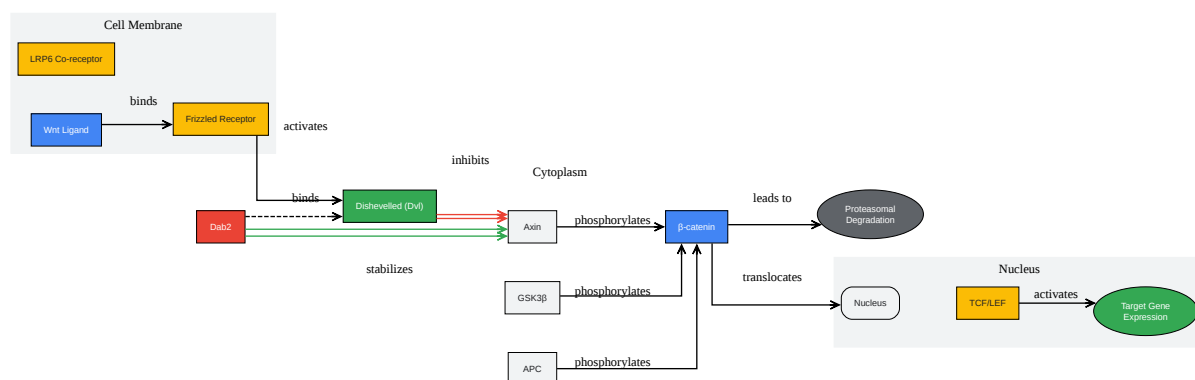 Cell Membrane
LRP6 Co-receptor
binds
Wnt Ligand
Frizzled Receptor
activates
inhibits
Cytoplasm
binds
Dishevelled (Dvl)
Dab2
Axin
phosphorylates
β-catenin
leads to
Proteasomal
Degradation
stabilizes
GSK3β
phosphorylates
translocates
Nucleus
Nucleus
TCF/LEF
activates
Target Gene
Expression
APC
phosphorylates